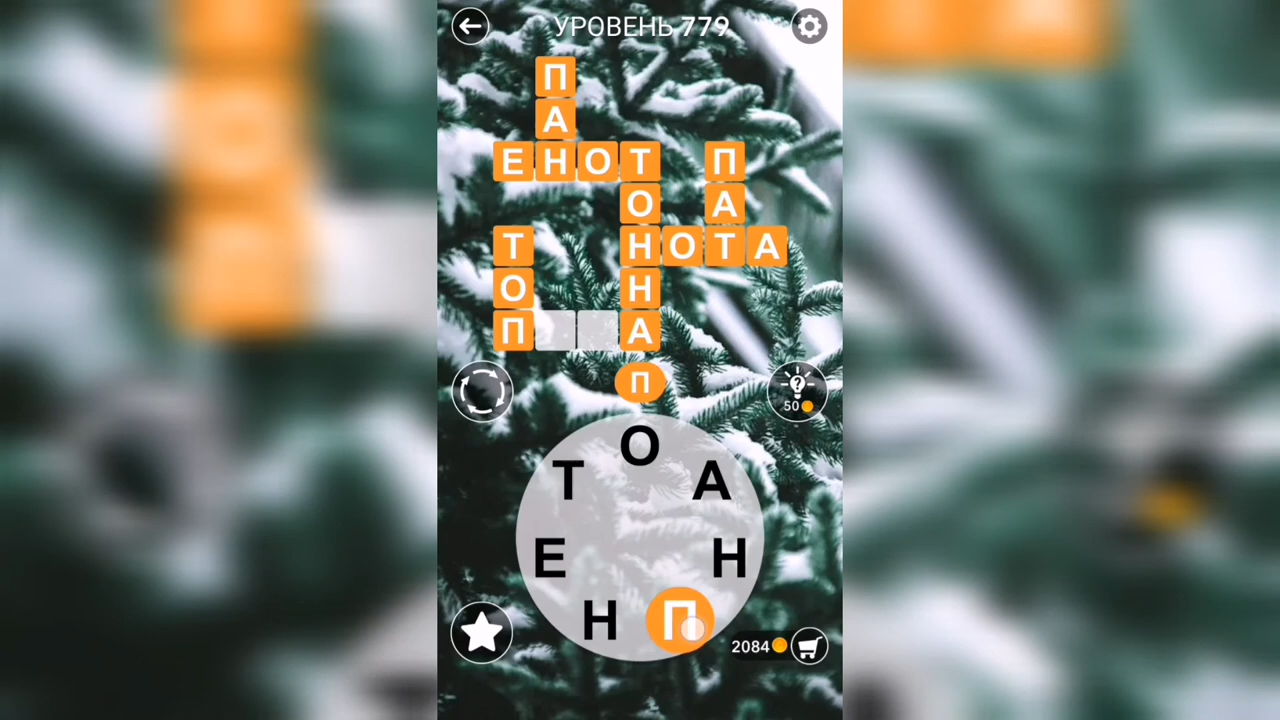 УРОВЕНЬ 779
П
А
ЕНОТ П
О А
Т НОТА
О Н
П А
П
50
О
Т А
Е Н
Н П
2084